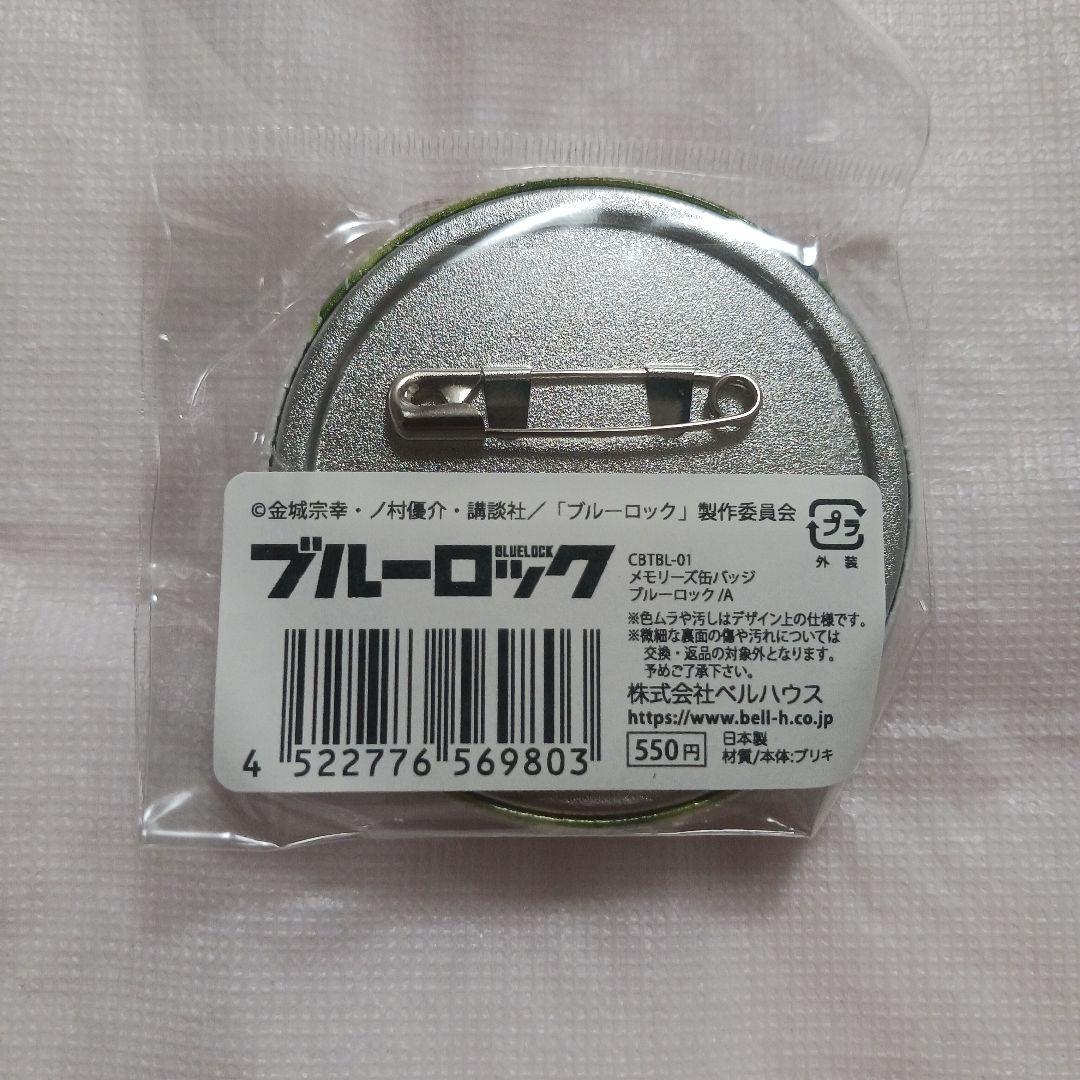 ©金城宗幸・ノ村優介・講談社／「ブルーロック」製作委員会
プラ
外装
ブルーロック
BLUELOCK
CBTBL-01
メモリーズ缶バッジ
ブルーロック/A
※色ムラや汚しはデザイン上の仕様です。
※微細な裏面の傷や汚れについては
交換・返品の対象外となります。
予めご了承下さい。
株式会社ベルハウス
https://www.bell-h.co.jp
550円
日本製
材質/本体:ブリキ
4 522776 569803